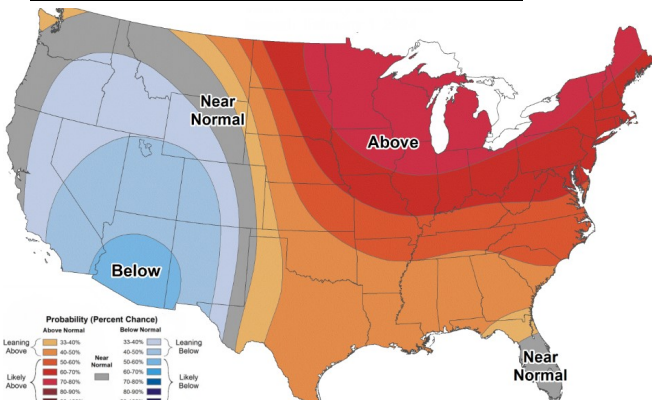 Near
Normal
Above
Below
Near
Normal
Probability (Percent Chance)
Above Normal
Below Normal
Leaning
Above
33-40%
40-50%
Near
Normal
33-40%
40-50%
Leaning
Below
Likely
Above
50-60%
60-70%
70-80%
80-90%
50-60%
60-70%
70-80%
80-90%
Likely
Below